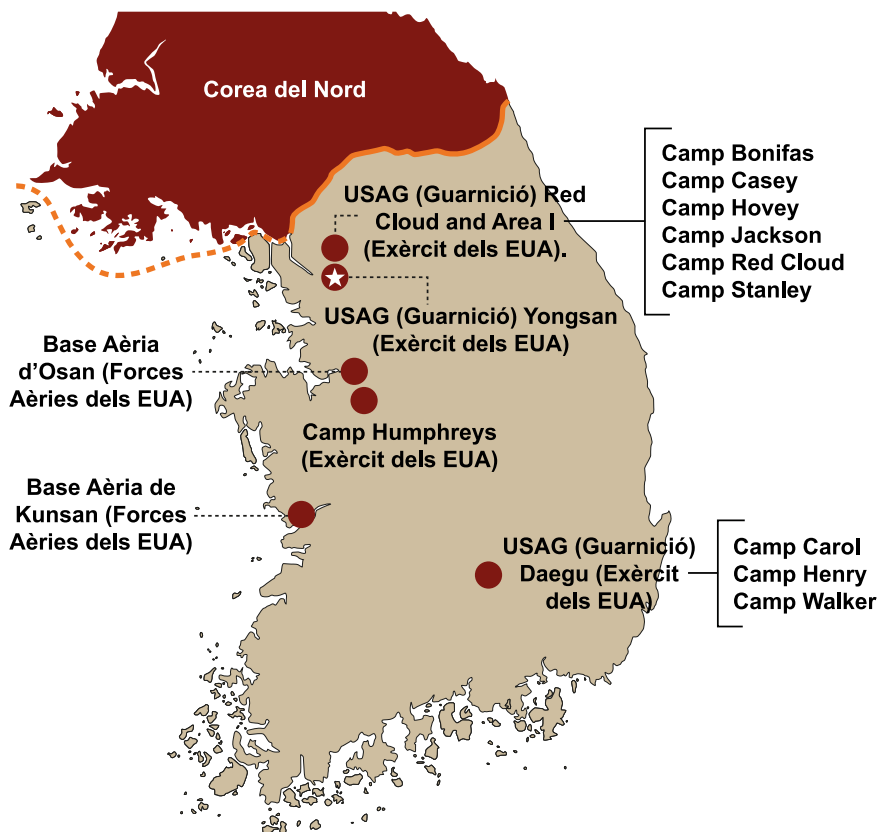 Corea del Nord
USAG (Guarnició) Red
Cloud and Area I
(Exèrcit dels EUA).
Camp Bonifas
Camp Casey
Camp Hovey
Camp Jackson
Camp Red Cloud
Camp Stanley
USAG (Guarnició) Yongsan
(Exèrcit dels EUA)
Base Aèria
d’Osan (Forces
Aèries dels EUA)
Camp Humphreys
(Exèrcit dels EUA)
Base Aèria de
Kunsan (Forces
Aèries dels EUA)
USAG (Guarnició)
Daegu (Exèrcit
dels EUA)
Camp Carol
Camp Henry
Camp Walker